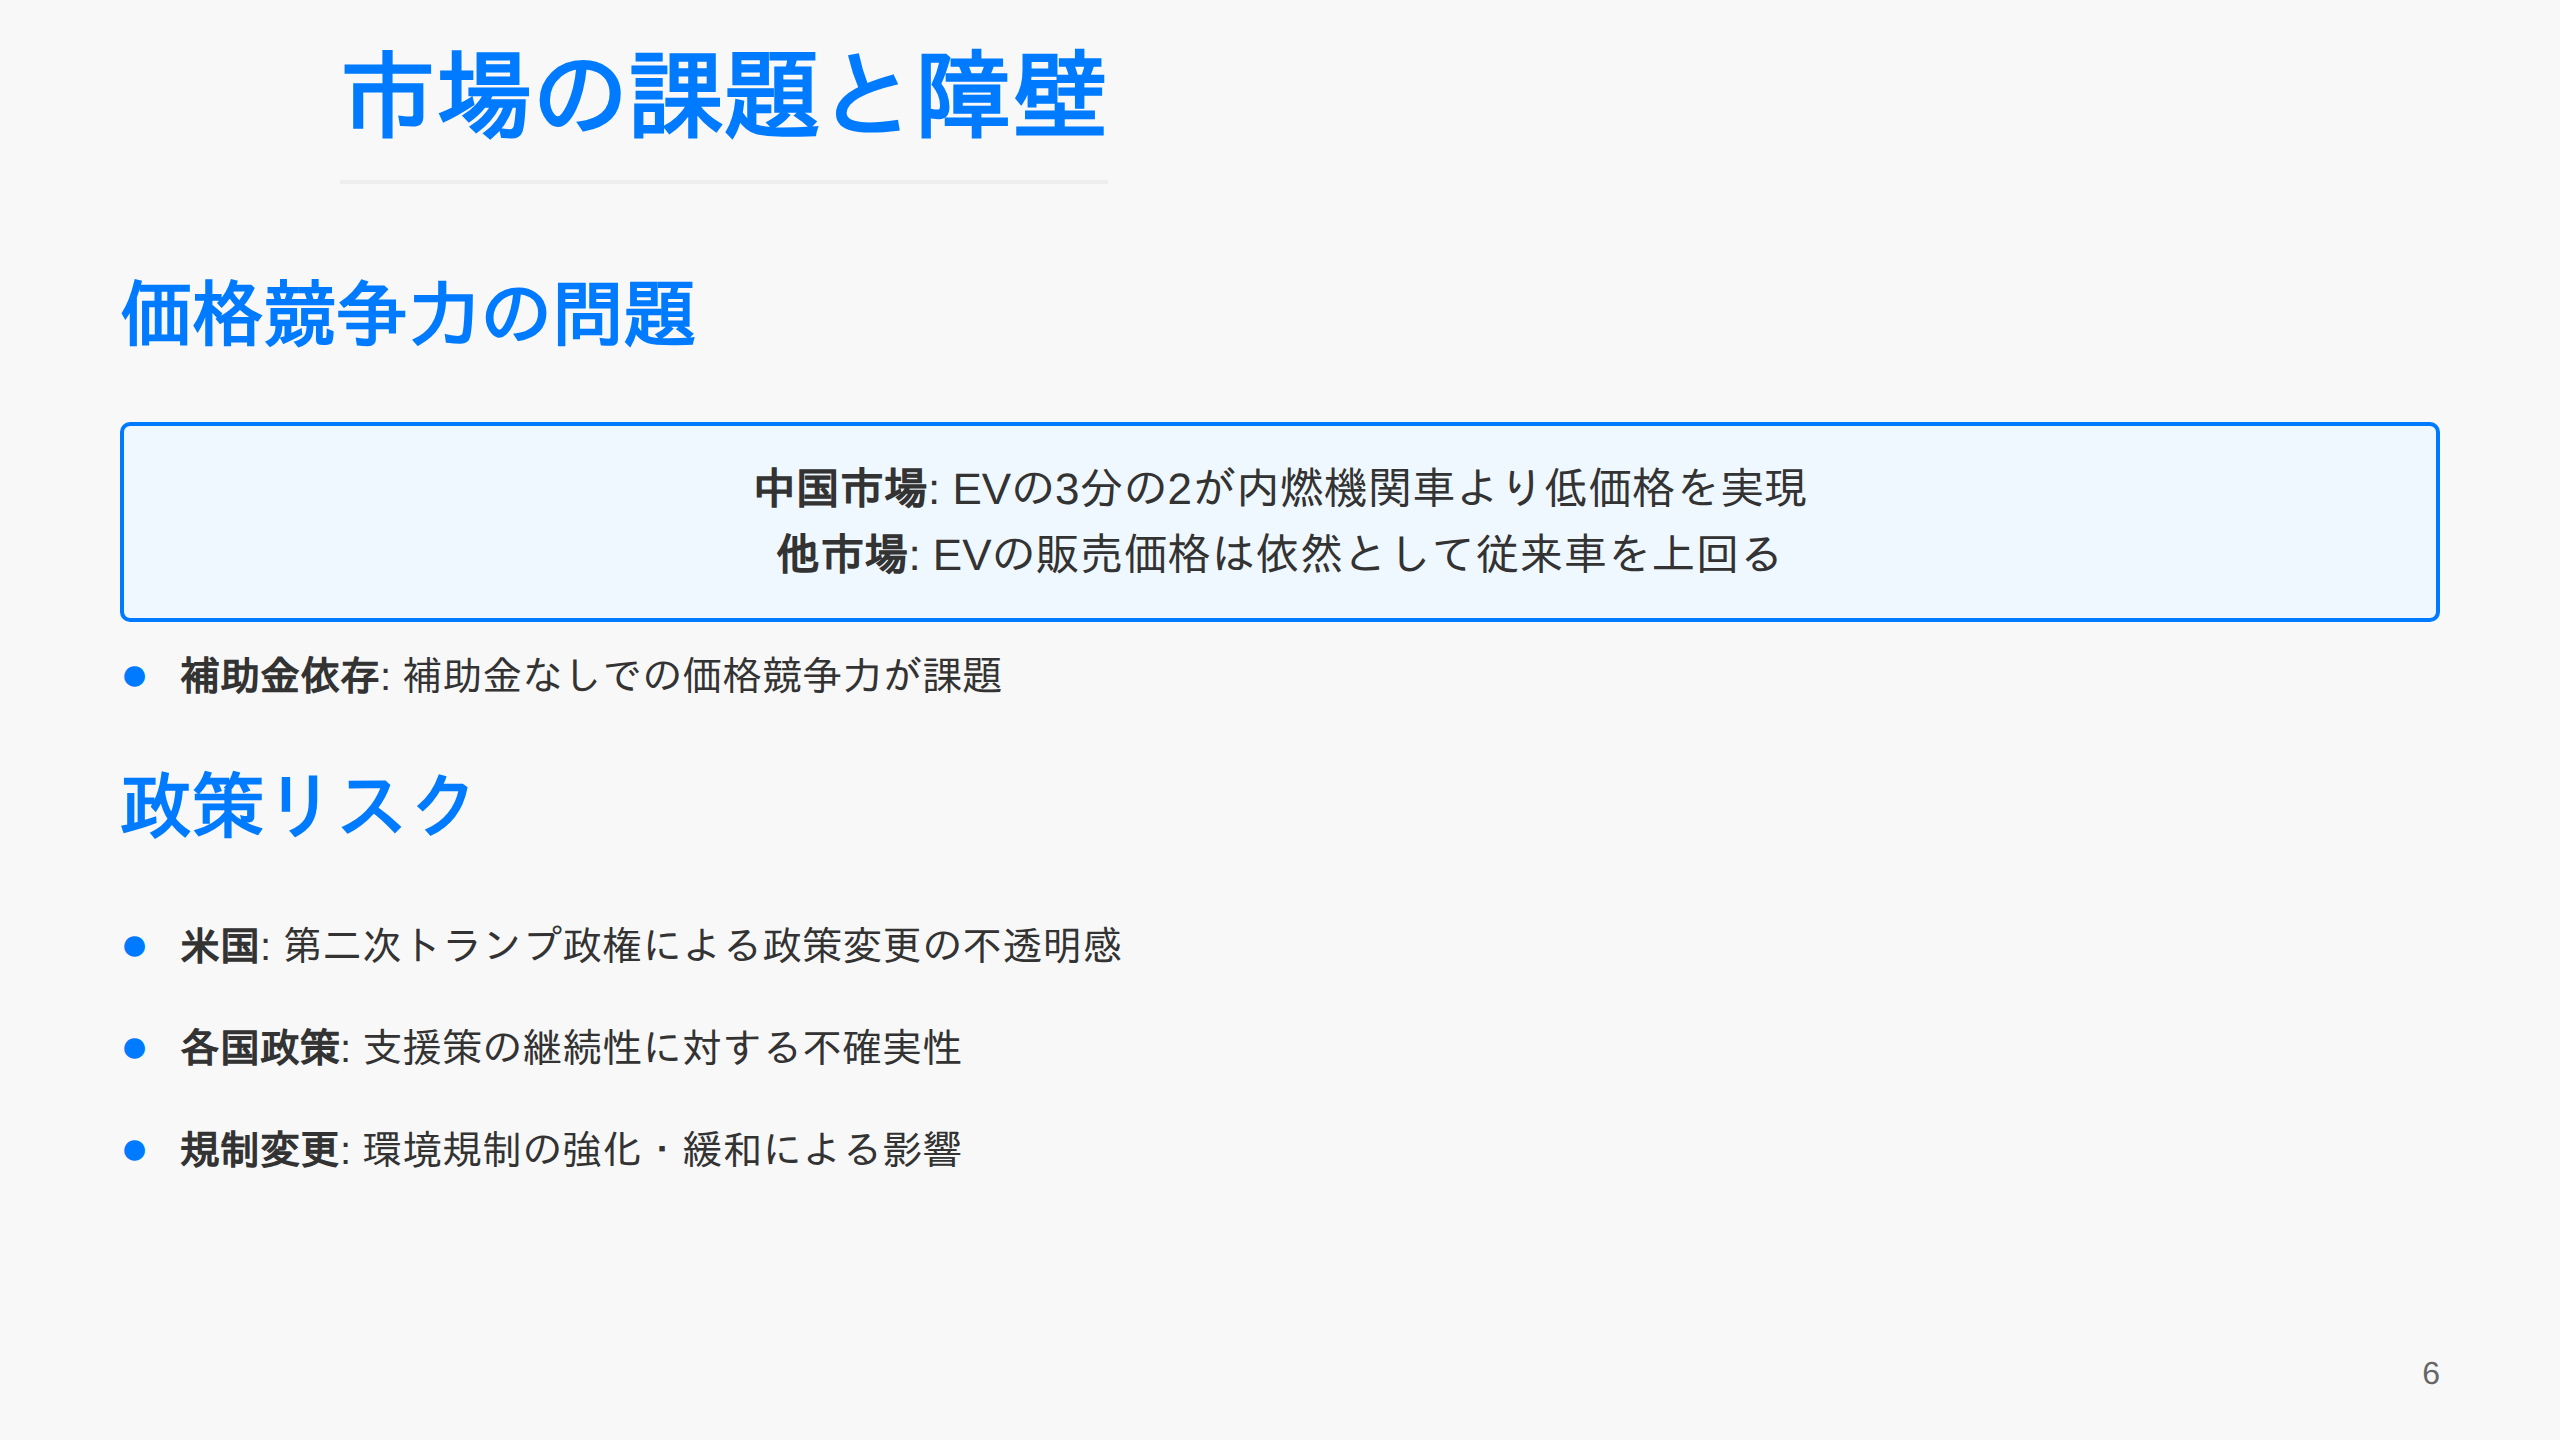 市場の課題と障壁
価格競争力の問題
中国市場: EVの3分の2が内燃機関車より低価格を実現
他市場: EVの販売価格は依然として従来車を上回る
● 補助金依存: 補助金なしでの価格競争力が課題
政策リスク
● 米国: 第二次トランプ政権による政策変更の不透明感
● 各国政策: 支援策の継続性に対する不確実性
● 規制変更: 環境規制の強化・緩和による影響
6